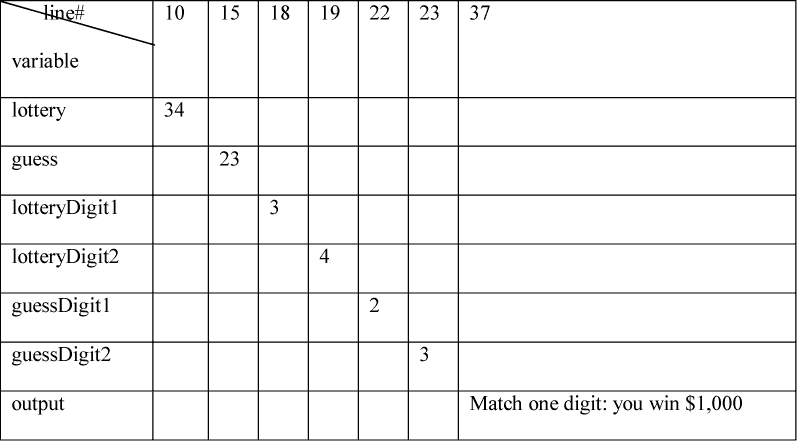 line# 10 15 18 19 22 23 37
variable
lottery 34
guess 23
lotteryDigit1 3
lotteryDigit2 4
guessDigit1 2
guessDigit2 3
output Match one digit: you win $1,000